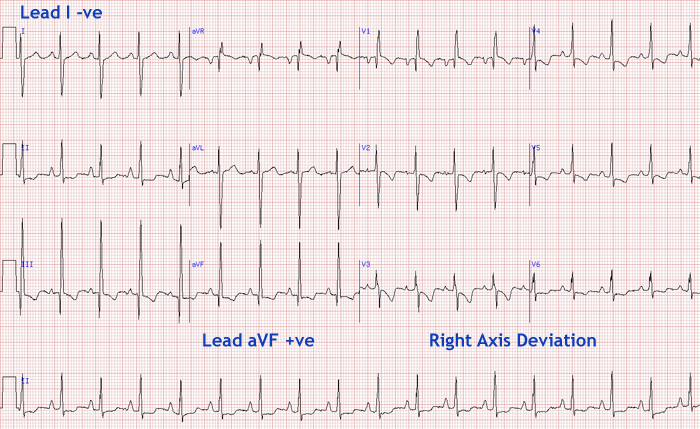 Lead I -ve
I aVR V1 V4
II aVL V2 V5
III aVF V3 V6
Lead aVF +ve Right Axis Deviation
II